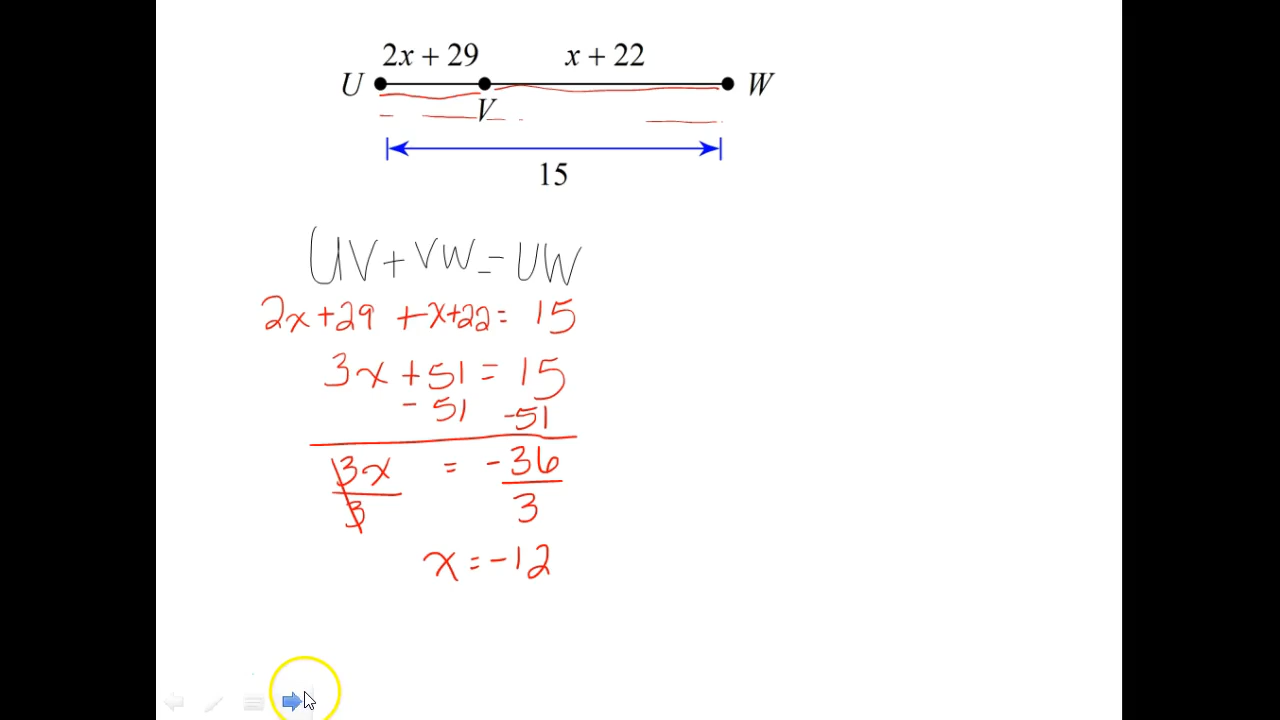 2x + 29 x + 22
U W
V
15
UV + VW = UW
2x + 29 + x + 22 = 15
3x + 51 = 15
- 51 -51
3x = -36
3 3
x = -12